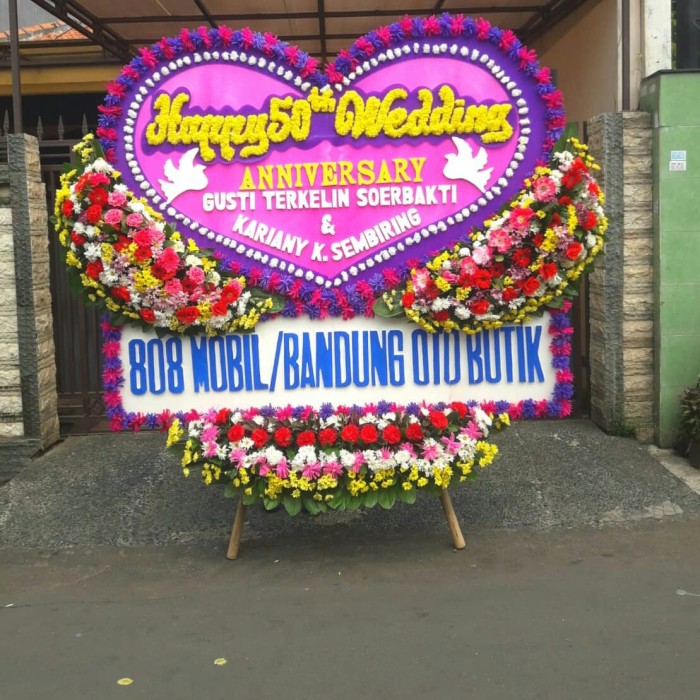 Happy 50th Wedding
ANNIVERSARY
GUSTI TERKELIN SOERBAKTI
&
KARIANY K. SEMBIRING
808 MOBIL/BANDUNG OTO BUTIK